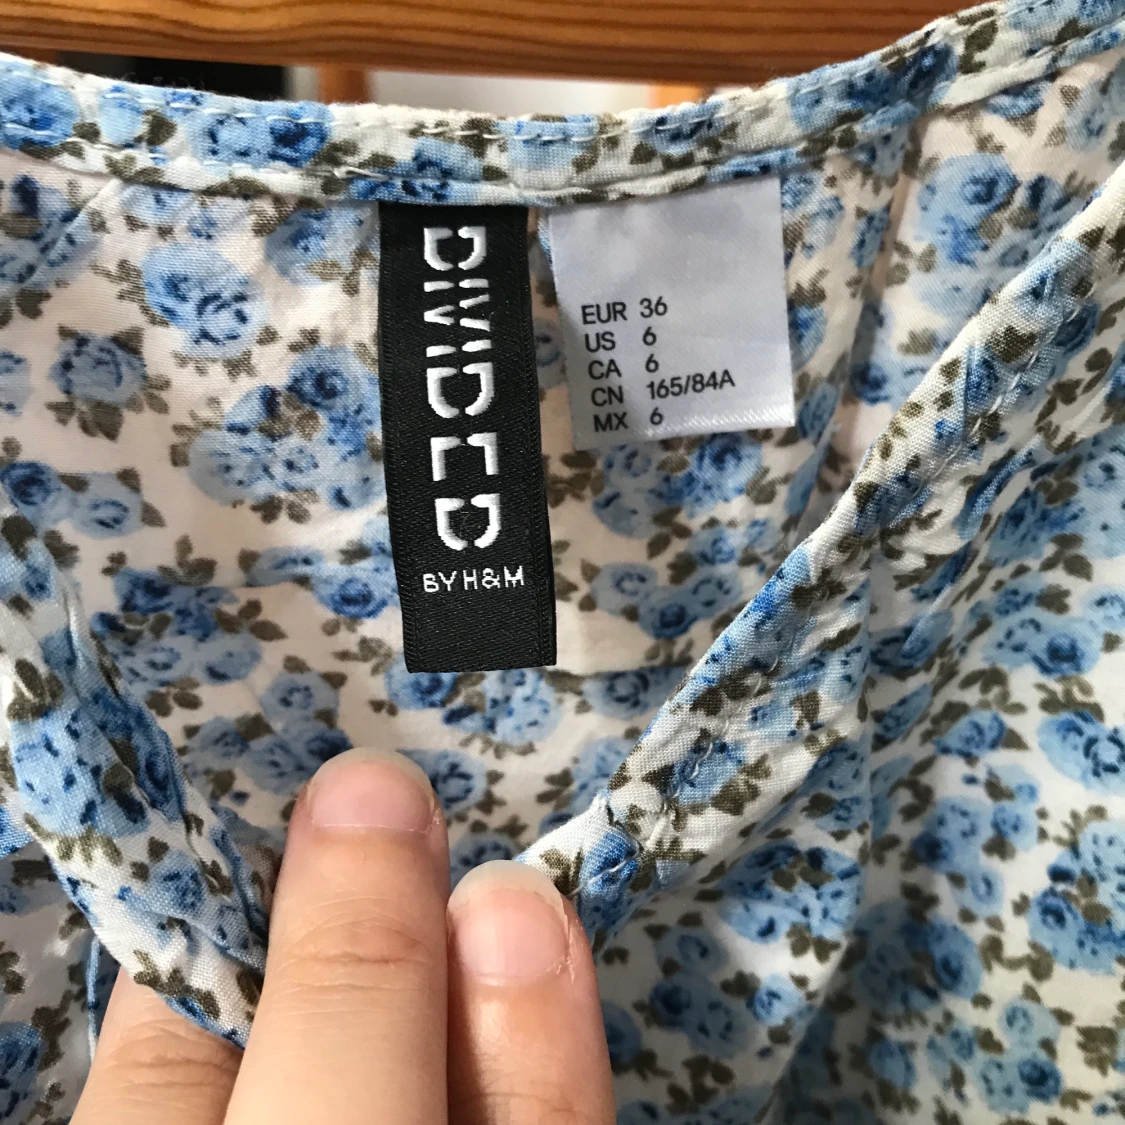 DIVIDED
BY H&M
EUR 36
US 6
CA 6
CN 165/84A
MX 6